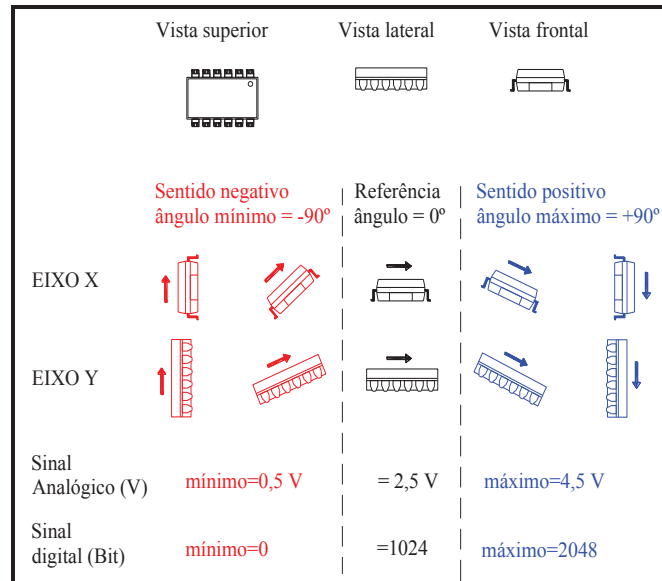 Vista superior Vista lateral Vista frontal
Sentido negativo Referência Sentido positivo
ângulo mínimo = -90º ângulo = 0º ângulo máximo = +90º
EIXO X
EIXO Y
Sinal
Analógico (V) mínimo=0,5 V = 2,5 V máximo=4,5 V
Sinal
digital (Bit) mínimo=0 =1024 máximo=2048